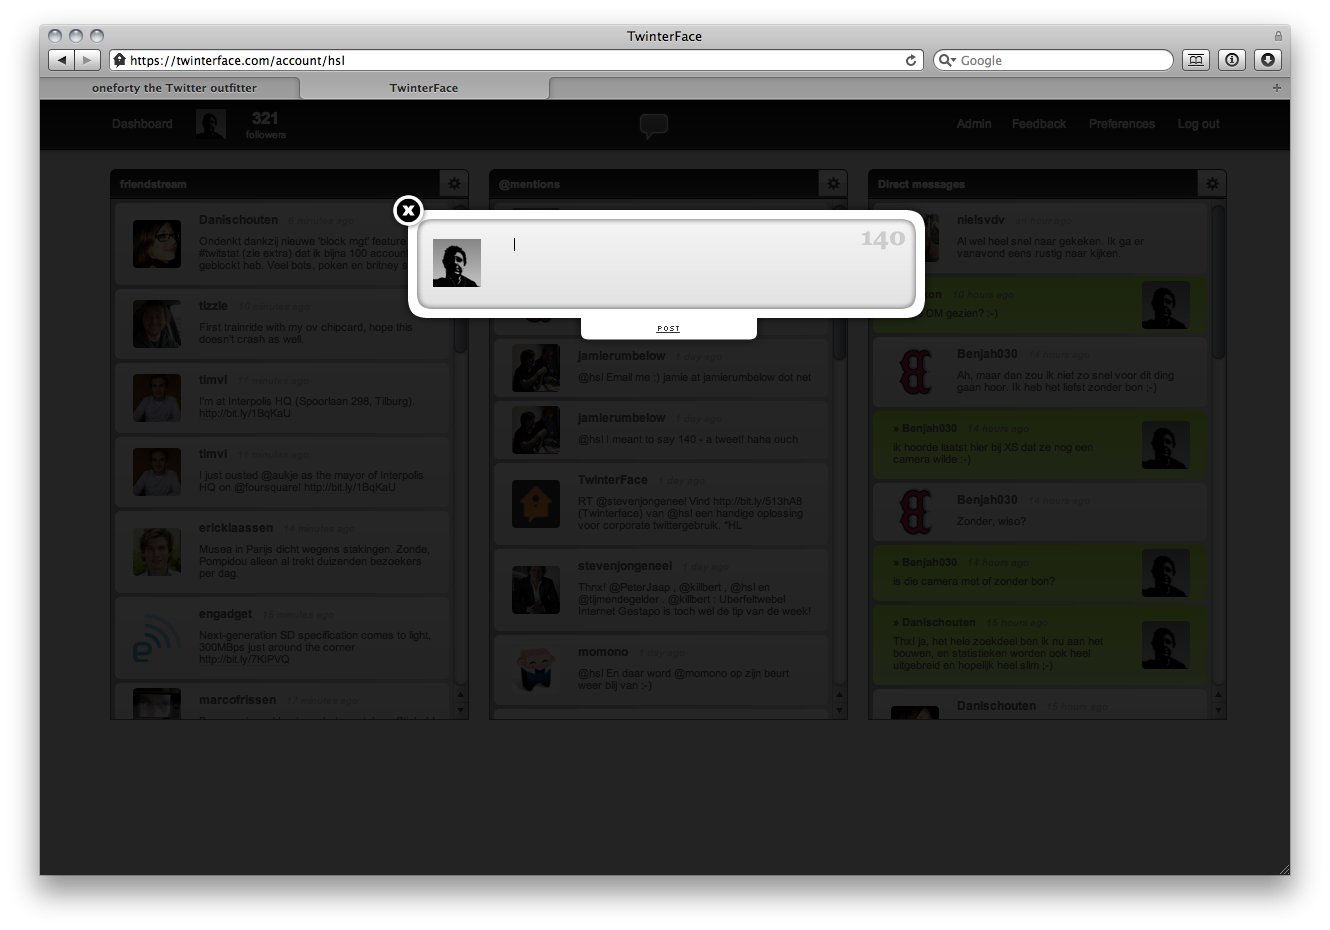 TwinterFace
https://twinterface.com/account/hsl
Google
oneforty the Twitter outfitter
TwinterFace
Dashboard
321
followers
Admin
Feedback
Preferences
Log out
friendstream
Danischouten
Ondenkt dankzij nieuwe 'block mgt' feature
#twitstat (zie extra) dat ik bijna 100 account
geblockt heb. Veel bots, poken en britney s
tizzle 10 minutes ago
First trainride with my ov chipcard, hope this
doesn't crash as well.
timvl 11 minutes ago
I'm at Interpolis HQ (Spoorlaan 298, Tilburg).
http://bit.ly/1BqKaU
timvl 11 minutes ago
I just ousted @aukje as the mayor of Interpolis
HQ on @foursquare! http://bit.ly/1BqKaU
ericklaassen 14 minutes ago
Musea in Parijs dicht wegens stakingen. Zonde,
Pompidou alleen al trekt duizenden bezoekers
per dag.
engadget 15 minutes ago
Next-generation SD specification comes to light,
300MBps just around the corner
http://bit.ly/7KIPVQ
marcofrissen 17 minutes ago
@mentions
140
POST
jamierumbelow 1 day ago
@hsl Email me :) jamie at jamierumbelow dot net
jamierumbelow 1 day ago
@hsl I meant to say 140 - a tweet! haha ouch
TwinterFace 1 day ago
RT @stevenjongeneel Vind http://bit.ly/513hA8
(Twinterface) van @hsl een handige oplossing
voor corporate twittergebruik. ^HL
stevenjongeneel 1 day ago
Thnx! @PeterJaap , @killbert , @hsl en
@tijmendegelder , @killbert : Uberfeltwebel
Internet Gestapo is toch wel de tip van de week!
momono 1 day ago
@hsl En daar word @momono op zijn beurt
weer blij van :-)
Direct messages
nielsvdv an hour ago
Al wel heel snel naar gekeken. Ik ga er
vanavond eens rustig naar kijken.
on 10 hours ago
DM gezien? :-)
Benjah030 14 hours ago
Ah, maar dan zou ik niet zo snel voor dit ding
gaan hoor. Ik heb het liefst zonder bon ;-)
» Benjah030 14 hours ago
ik hoorde laatst hier bij XS dat ze nog een
camera wilde :-)
Benjah030 14 hours ago
Zonder, wiso?
» Benjah030 14 hours ago
is die camera met of zonder bon?
» Danischouten 15 hours ago
Thx! ja, het hele zoekdeel ben ik nu aan het
bouwen, en statistieken worden ook heel
uitgebreid en hopelijk heel slim ;-)
Danischouten 15 hours ago